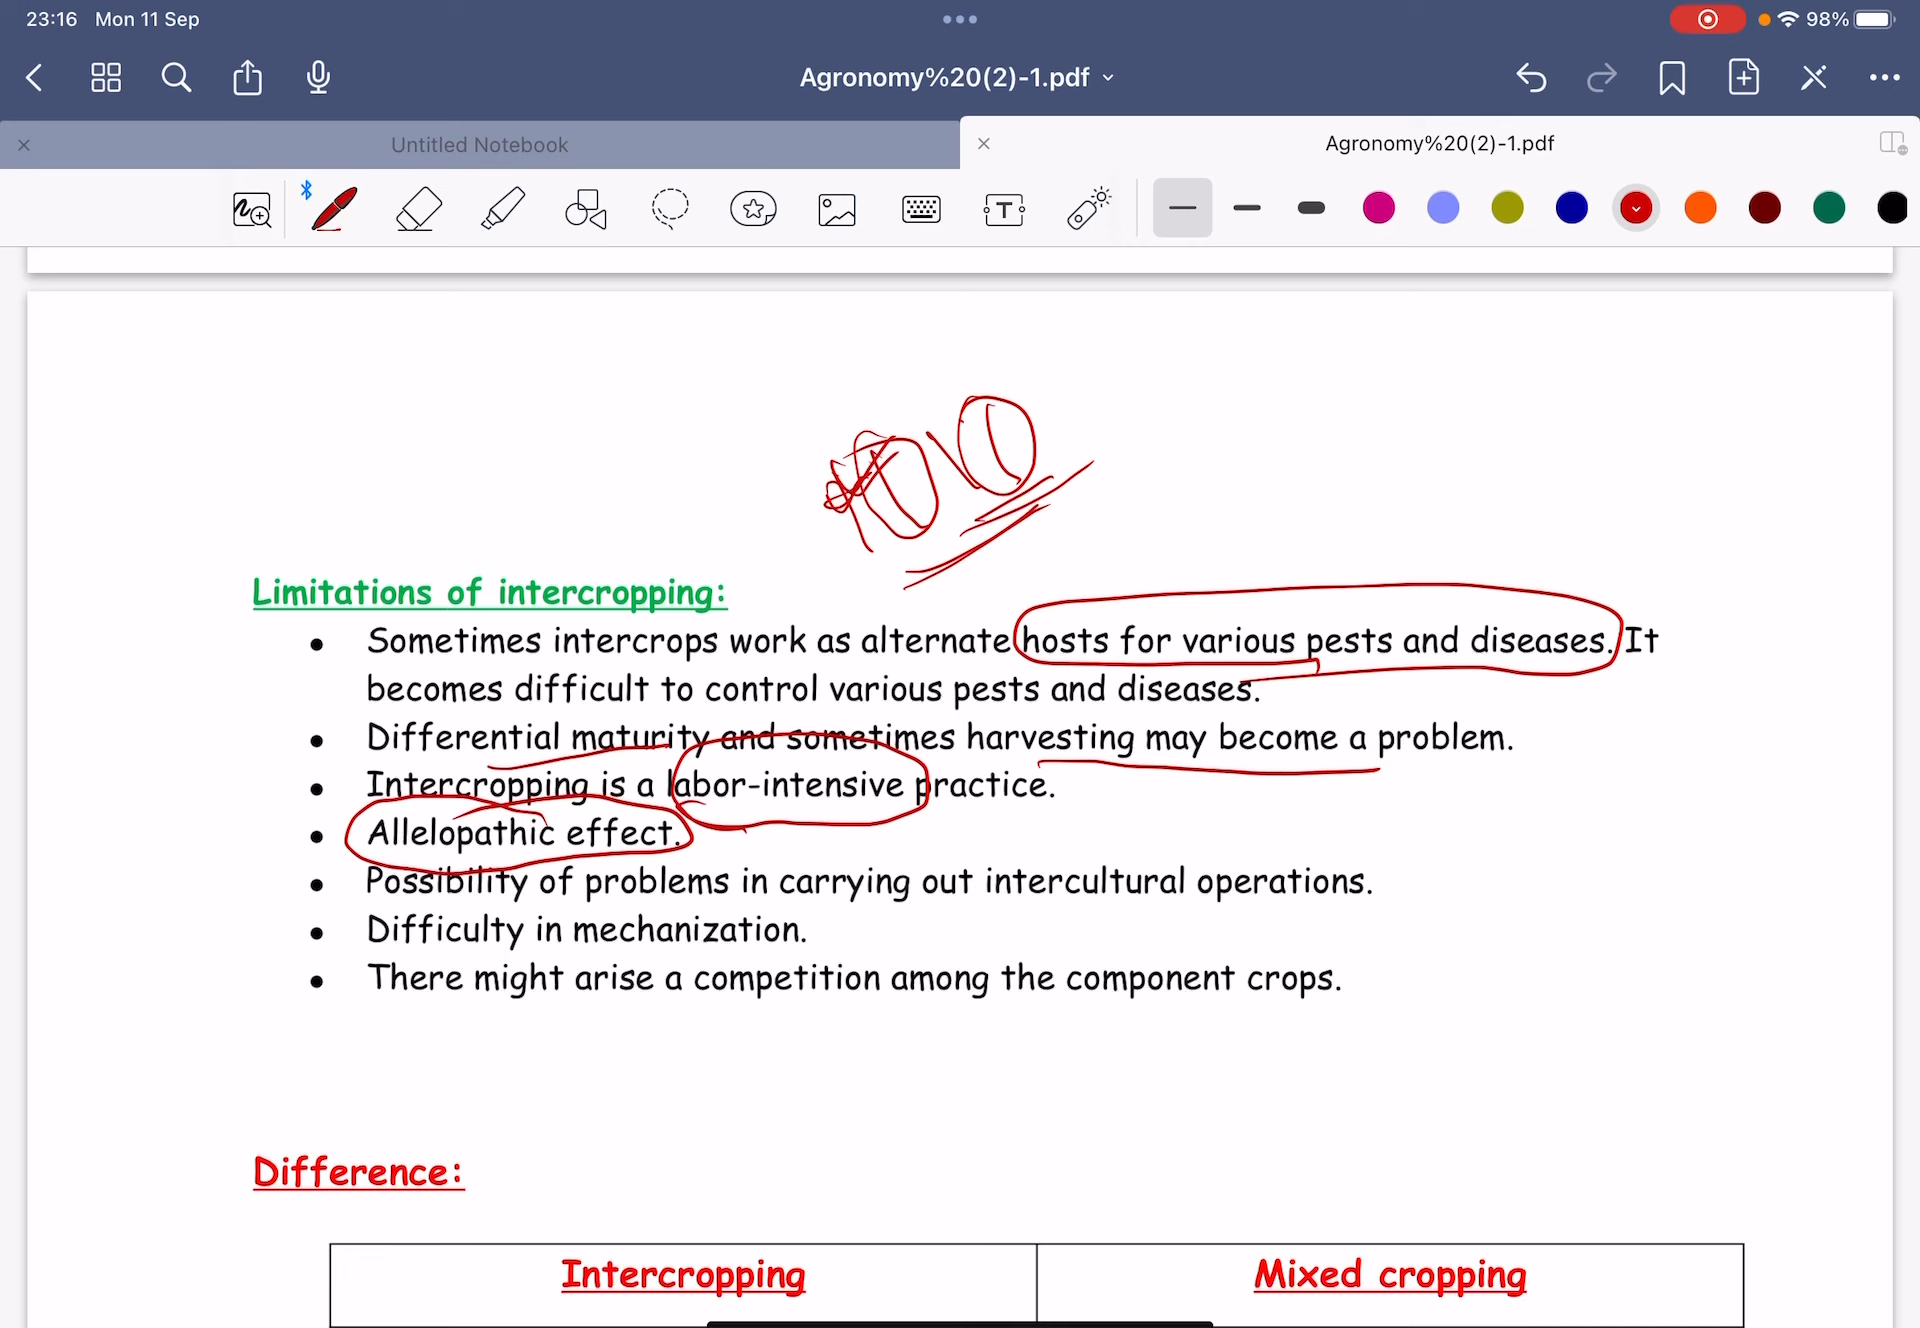 23:16 Mon 11 Sep
98%
Agronomy%20(2)-1.pdf
Untitled Notebook
Agronomy%20(2)-1.pdf
Limitations of intercropping:
• Sometimes intercrops work as alternate hosts for various pests and diseases. It
becomes difficult to control various pests and diseases.
• Differential maturity and sometimes harvesting may become a problem.
• Intercropping is a labor-intensive practice.
• Allelopathic effect.
• Possibility of problems in carrying out intercultural operations.
• Difficulty in mechanization.
• There might arise a competition among the component crops.
Difference:
Intercropping
Mixed cropping